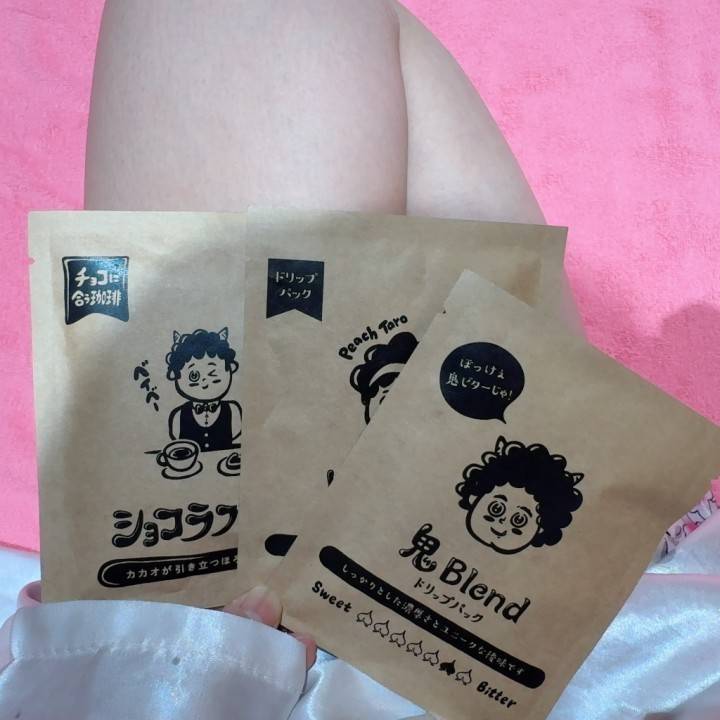 チョコに
合う珈琲
ベイベー
ショコラブ
カカオが引き立つほろ
ドリップ
パック
Peach Taro
ぼっけぇ
鬼ビターじゃ!
鬼 Blend
ドリップパック
しっかりとした濃厚さとユニークな後味です
Sweet
Bitter